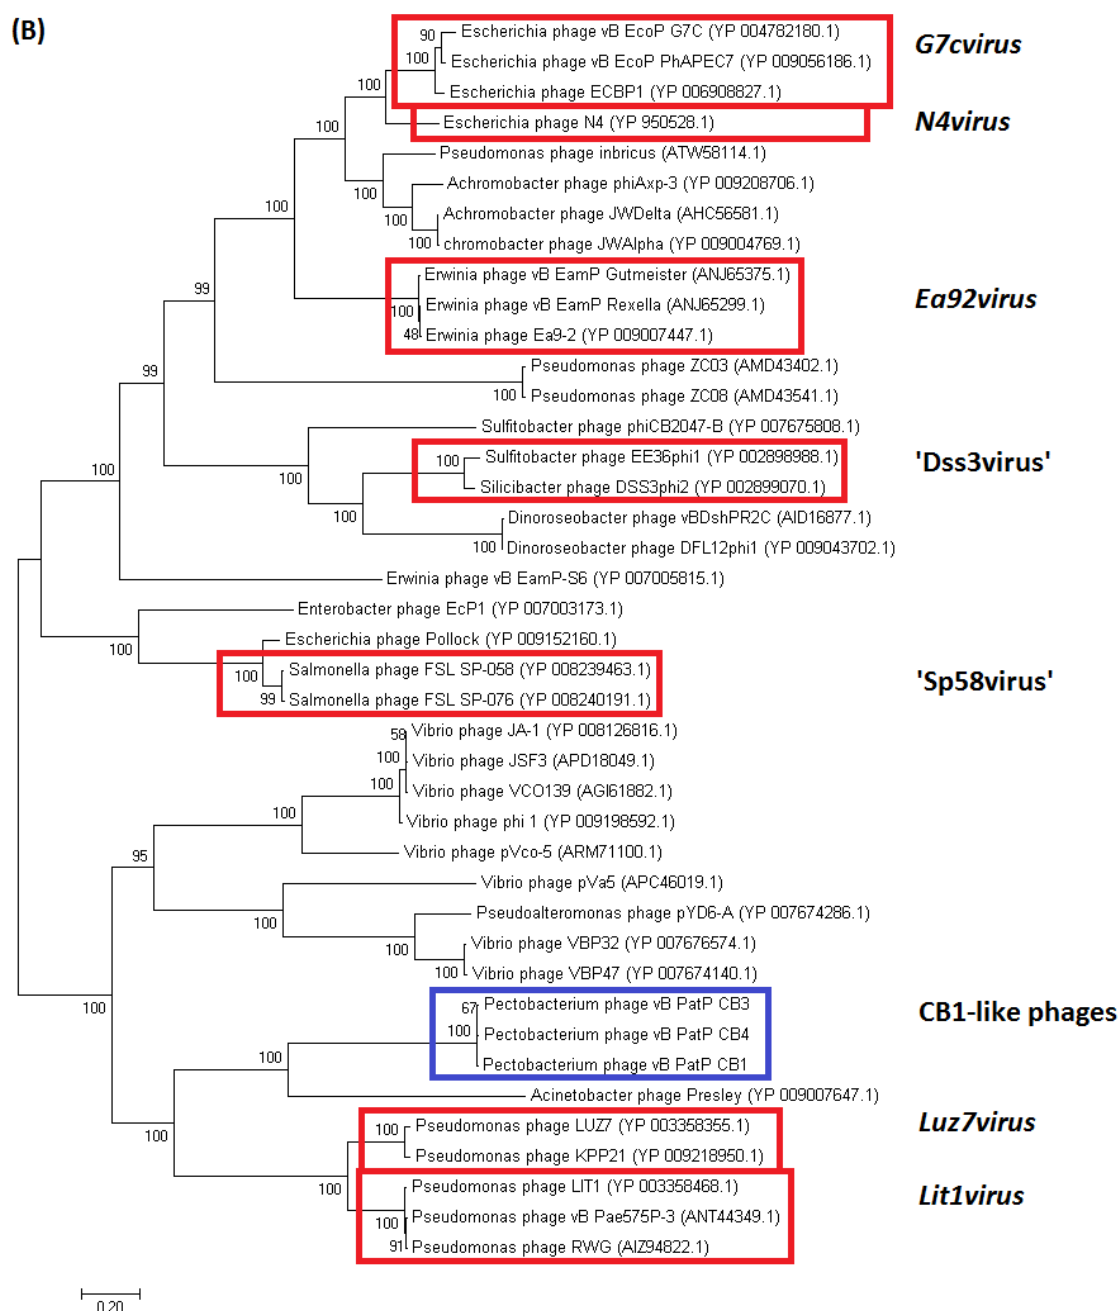 (B)
90
Escherichia phage vB EcoP G7C (YP 004782180.1)
G7cvirus
100
Escherichia phage vB EcoP PhAPEC7 (YP 009056186.1)
100
Escherichia phage ECBP1 (YP 006908827.1)
100
Escherichia phage N4 (YP 950528.1)
N4virus
Pseudomonas phage inbricus (ATW58114.1)
100
Achromobacter phage phiAxp-3 (YP 009208706.1)
100
100
Achromobacter phage JWDelta (AHC56581.1)
100
chromobacter phage JWAlpha (YP 009004769.1)
Erwinia phage vB EamP Gutmeister (ANJ65375.1)
99
100
Erwinia phage vB EamP Rexella (ANJ65299.1)
Ea92virus
48
Erwinia phage Ea9-2 (YP 009007447.1)
99
Pseudomonas phage ZC03 (AMD43402.1)
100
Pseudomonas phage ZC08 (AMD43541.1)
Sulfitobacter phage phiCB2047-B (YP 007675808.1)
100
100
Sulfitobacter phage EE36phi1 (YP 002898988.1)
'Dss3virus'
100
Silicibacter phage DSS3phi2 (YP 002899070.1)
Dinoroseobacter phage vBDshPR2C (AID16877.1)
100
100
Dinoroseobacter phage DFL12phi1 (YP 009043702.1)
Erwinia phage vB EamP-S6 (YP 007005815.1)
Enterobacter phage EcP1 (YP 007003173.1)
100
Escherichia phage Pollock (YP 009152160.1)
100
Salmonella phage FSL SP-058 (YP 008239463.1)
'Sp58virus'
99
Salmonella phage FSL SP-076 (YP 008240191.1)
58
Vibrio phage JA-1 (YP 008126816.1)
100
Vibrio phage JSF3 (APD18049.1)
100
Vibrio phage VCO139 (AGI61882.1)
100
Vibrio phage phi 1 (YP 009198592.1)
95
Vibrio phage pVco-5 (ARM71100.1)
Vibrio phage pVa5 (APC46019.1)
100
Pseudoalteromonas phage pYD6-A (YP 007674286.1)
100
Vibrio phage VBP32 (YP 007676574.1)
100
Vibrio phage VBP47 (YP 007674140.1)
100
67
Pectobacterium phage vB PatP CB3
CB1-like phages
100
Pectobacterium phage vB PatP CB4
100
Pectobacterium phage vB PatP CB1
Acinetobacter phage Presley (YP 009007647.1)
100
100
Pseudomonas phage LUZ7 (YP 003358355.1)
Luz7virus
Pseudomonas phage KPP21 (YP 009218950.1)
100
Pseudomonas phage LIT1 (YP 003358468.1)
Lit1virus
100
Pseudomonas phage vB Pae575P-3 (ANT44349.1)
91
Pseudomonas phage RWG (AIZ94822.1)
0.20